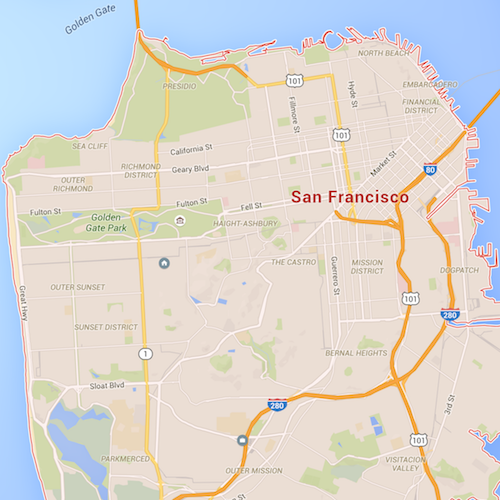 Golden Gate
NORTH BEACH
PRESIDIO
101
Hyde St
EMBARCADERO
Fillmore St
FINANCIAL
DISTRICT
101
SEA CLIFF
California St
Market St
RICHMOND
DISTRICT
Geary Blvd
80
OUTER
RICHMOND
San Francisco
Fulton St
Fulton St
Fell St
Golden
Gate Park
HAIGHT-ASHBURY
THE CASTRO
Guerrero St
MISSION
DISTRICT
DOGPATCH
Great Hwy
OUTER SUNSET
101
280
SUNSET DISTRICT
1
BERNAL HEIGHTS
Sloat Blvd
280
3rd St
101
PARKMERCED
OUTER MISSION
VISITACION
VALLEY